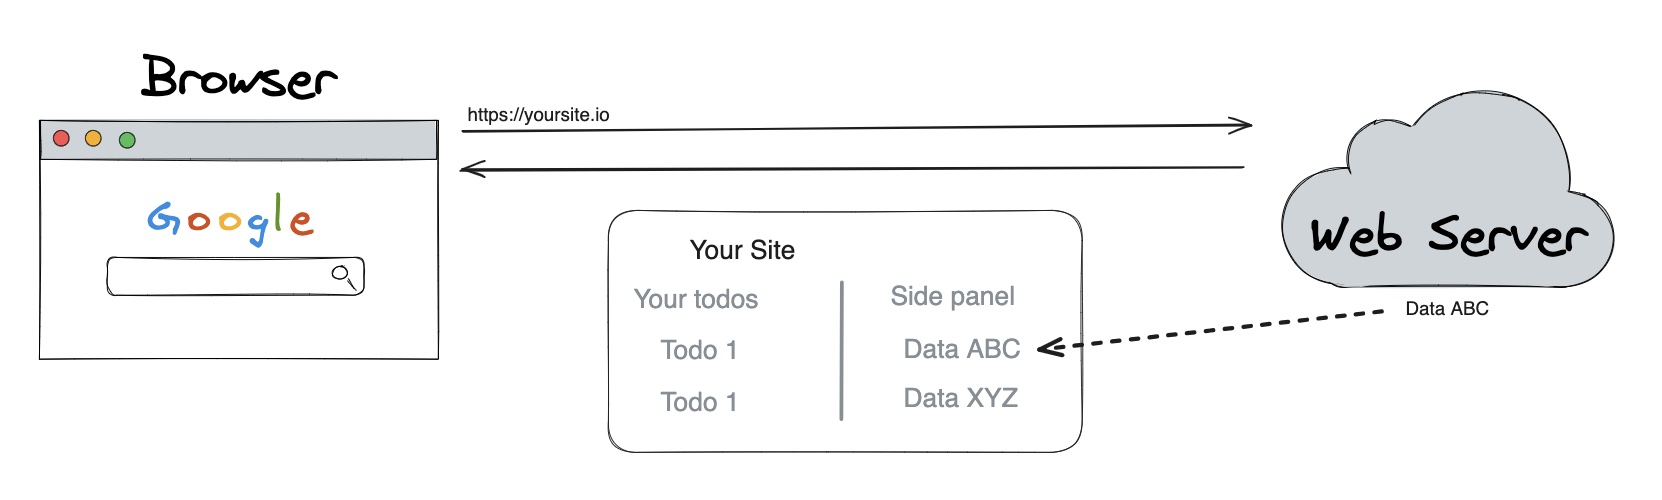 Browser
https://yoursite.io
Google
Web Server
Your Site
Your todos
Todo 1
Todo 1
Side panel
Data ABC
Data XYZ
Data ABC